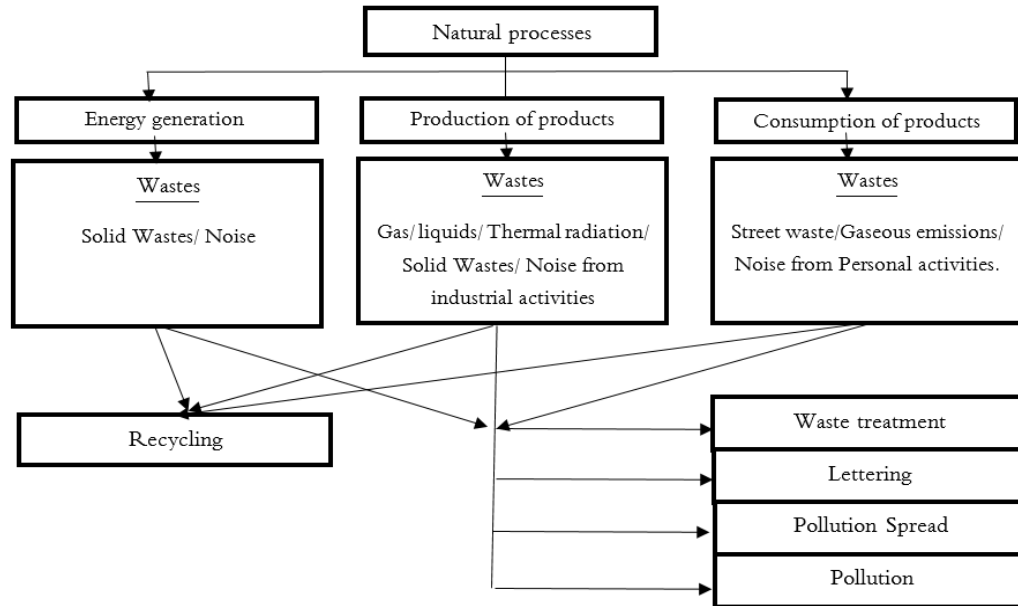 Natural processes
Energy generation
Production of products
Consumption of products
Wastes
Solid Wastes/ Noise
Wastes
Gas/ liquids/ Thermal radiation/
Solid Wastes/ Noise from
industrial activities
Wastes
Street waste/Gaseous emissions/
Noise from Personal activities.
Recycling
Waste treatment
Lettering
Pollution Spread
Pollution